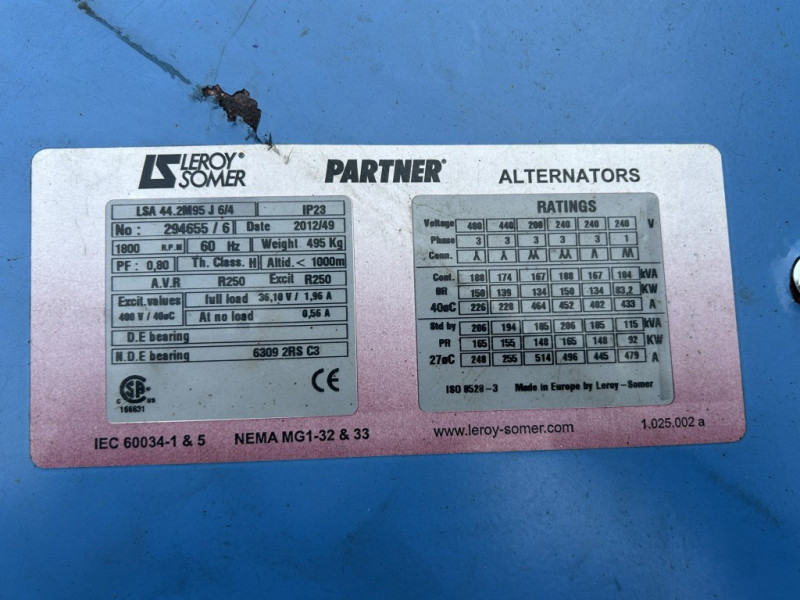 LEROY® SOMER PARTNER® ALTERNATORS
LSA 44.2M95 J 6/4 IP23
No : 294655 / 6 Date 2012/49
1800 R.P.M 60 Hz Weight 495 Kg
PF : 0,80 Th. Class. H Altid. < 1000m
A.V.R R250 Excit R250
Excit.values full load 36,10 V / 1,96 A
400 V / 40øC At no load 0,56 A
D.E bearing
N.D.E bearing 6309 2RS C3
C SA US
166631
CE
RATINGS
Voltage 480 440 200 240 240 240 V
Phase 3 3 3 3 3 1
Conn.
Cont. 188 174 167 188 167 104 kVA
BR 150 139 134 150 134 83,2 KW
40øC 226 228 464 452 402 433 A
Std by 206 194 185 206 185 115 kVA
PR 165 155 148 165 148 92 KW
27øC 248 255 514 496 445 479 A
ISO 8528-3 Made in Europe by Leroy-Somer
IEC 60034-1 & 5 NEMA MG1-32 & 33 www.leroy-somer.com 1.025.002 a